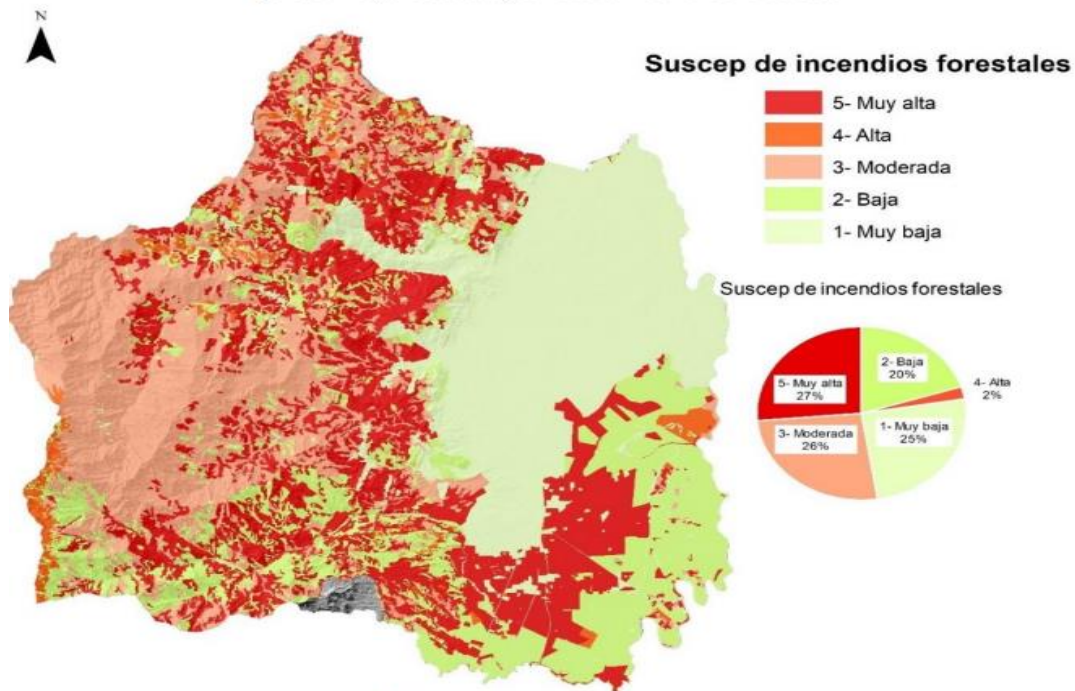 N
Suscep de incendios forestales
5- Muy alta
4- Alta
3- Moderada
2- Baja
1- Muy baja
Suscep de incendios forestales
2- Baja
20%
4- Alta
2%
5- Muy alta
27%
1- Muy baja
25%
3- Moderada
26%